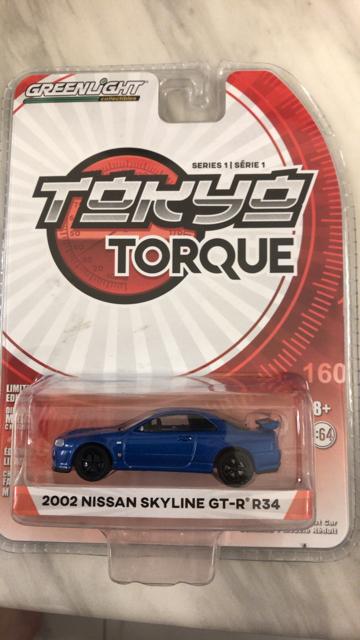 GREENLIGHT
collectibles
SERIES 1 | SÉRIE 1
TOKYO
TORQUE
160
8+
:64
2002 NISSAN SKYLINE GT-R® R34